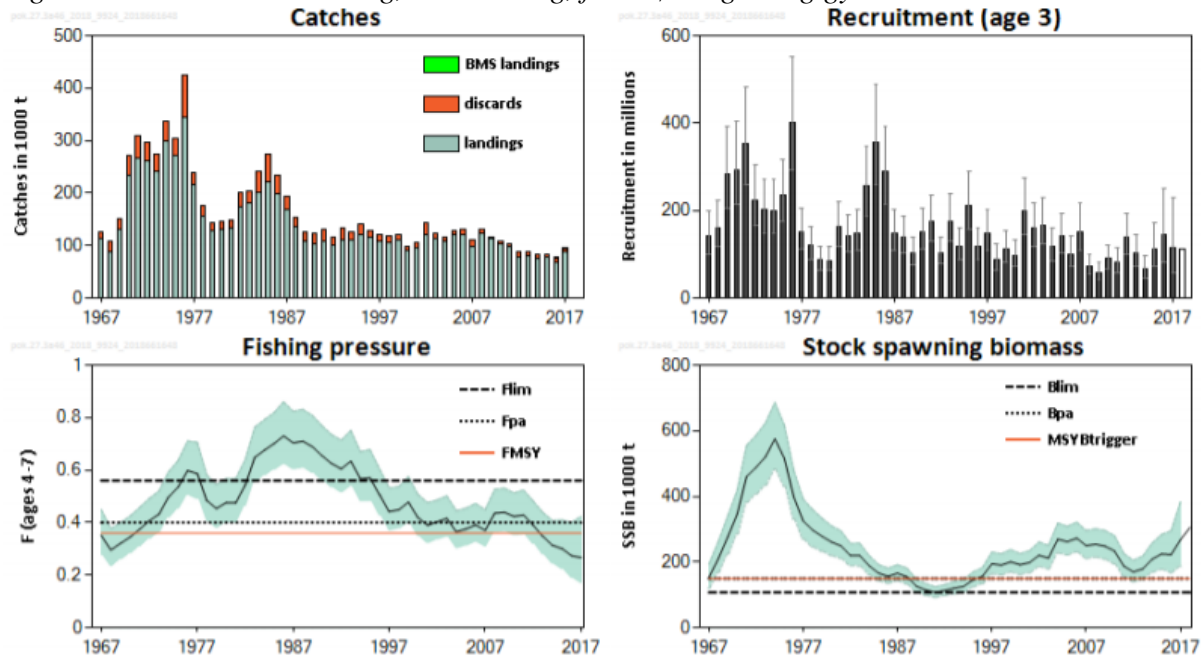 Catches
500
400
300
200
100
0
Catches in 1000 t
BMS landings
discards
landings
1967 1977 1987 1997 2007 2017
Recruitment (age 3)
600
400
200
0
Recruitment in millions
1967 1977 1987 1997 2007 2017
Fishing pressure
1
0.8
0.6
0.4
0.2
0
F (ages 4-7)
Flim
Fpa
FMSY
1967 1977 1987 1997 2007 2017
Stock spawning biomass
800
600
400
200
0
SSB in 1000 t
Blim
Bpa
MSYBtrigger
1967 1977 1987 1997 2007 2017